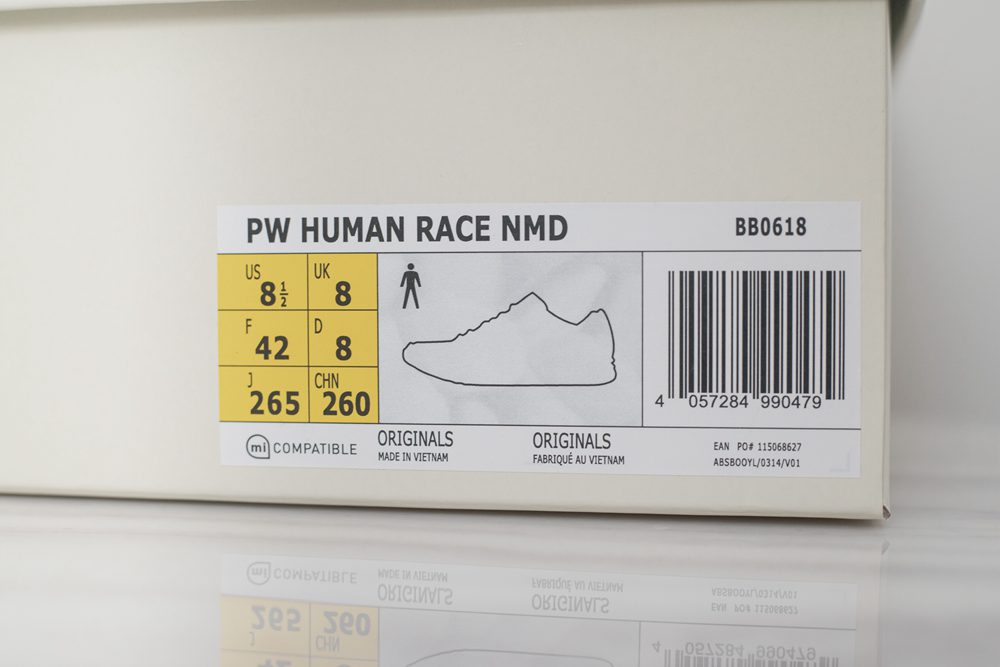 PW HUMAN RACE NMD
BB0618
US
8½
UK
8
F
42
D
8
J
265
CHN
260
4 057284 990479
mi COMPATIBLE
ORIGINALS
MADE IN VIETNAM
ORIGINALS
FABRIQUÉ AU VIETNAM
EAN PO# 115068627
ABSBOOYL/0314/V01